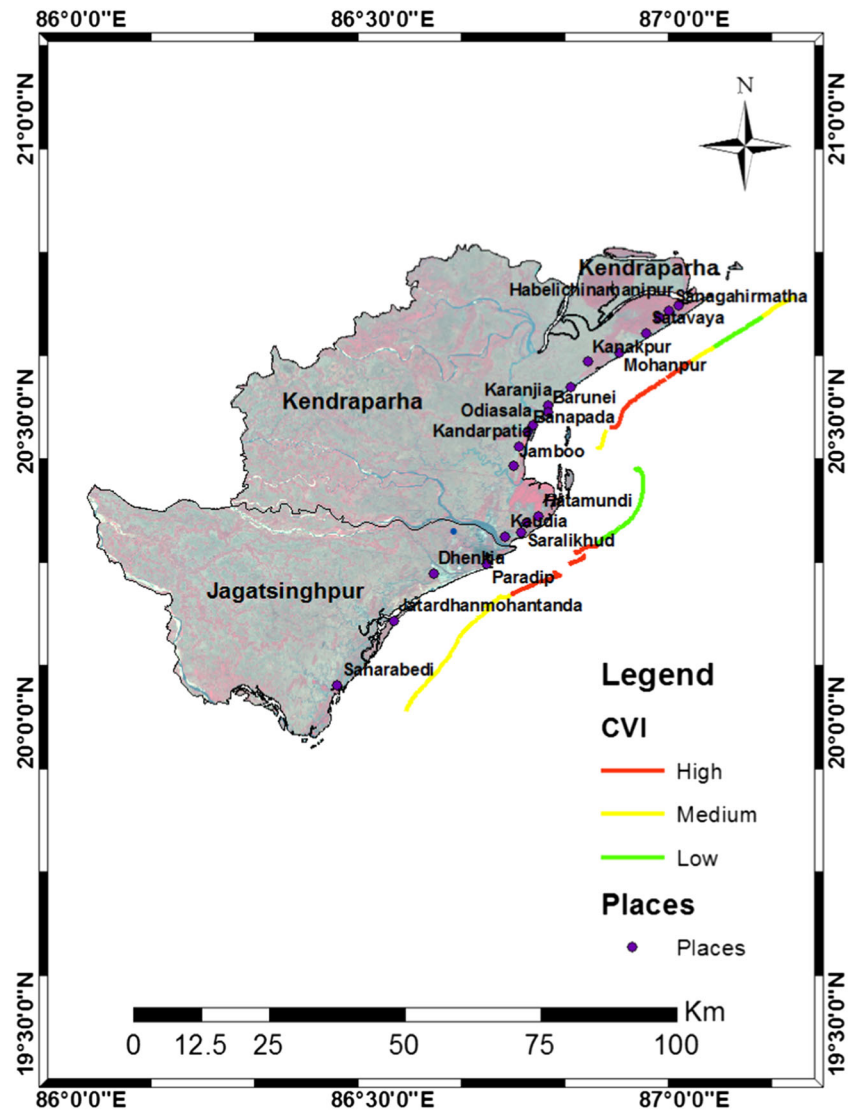 86°0'0"E 86°30'0"E 87°0'0"E
21°0'0"N 21°0'0"N
N
Kendraparha
Habelichinamanipur Sanagahirmatha
Satavaya
Kanakpur
Mohanpur
Karanjia
Barunei
Kendraparha
Odiasala
Banapada
20°30'0"N 20°30'0"N
Kandarpatia
Jamboo
Hatamundi
Kaudia
Saralikhud
Dhenkia
Paradip
Jagatsinghpur
Jatardhanmohantanda
Saharabedi
20°0'0"N 20°0'0"N
Legend
CVI
High
Medium
Low
Places
Places
19°30'0"N 19°30'0"N
Km
0 12.5 25 50 75 100
86°0'0"E 86°30'0"E 87°0'0"E